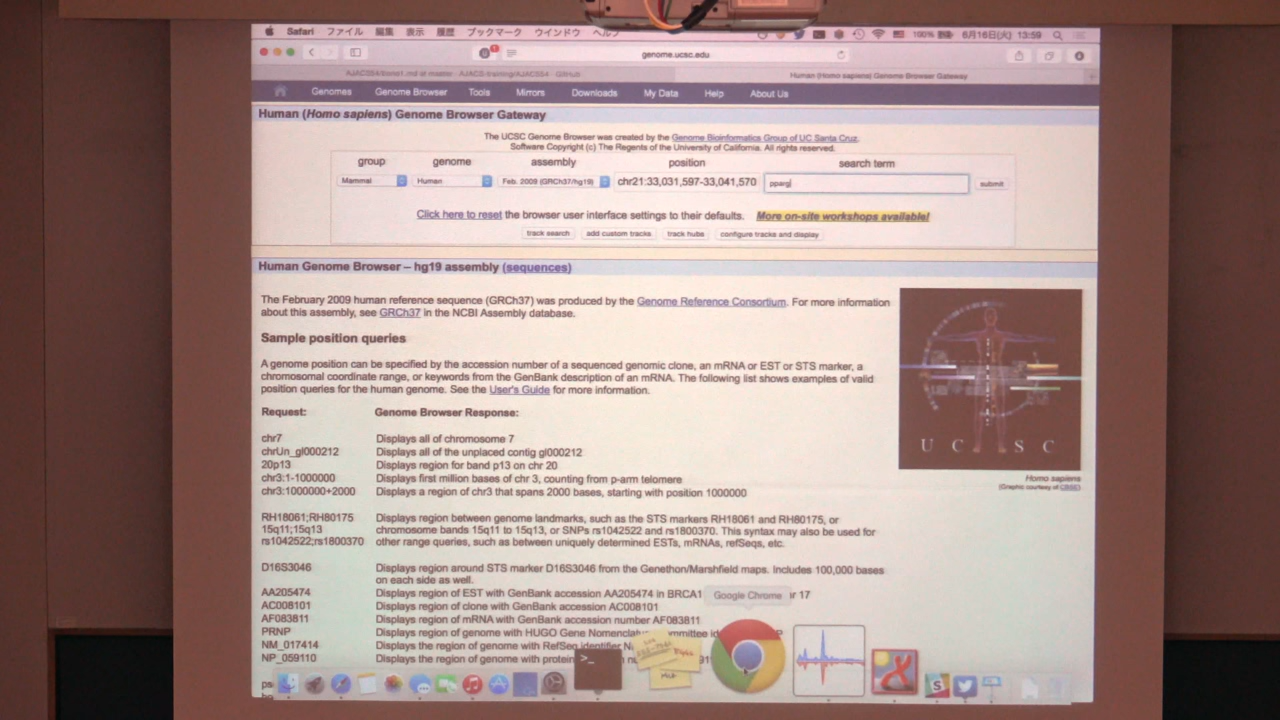 Safari ファイル 編集 表示 履歴 ブックマーク ウインドウ ヘルプ 100% 6月16日(火) 13:59
genome.ucsc.edu
Human (Homo sapiens) Genome Browser Gateway
Genomes Genome Browser Tools Mirrors Downloads My Data Help About Us
Human (Homo sapiens) Genome Browser Gateway
The UCSC Genome Browser was created by the Genome Bioinformatics Group of UC Santa Cruz.
Software Copyright (c) The Regents of the University of California. All rights reserved.
group genome assembly position search term
Mammal Human Feb. 2009 (GRCh37/hg19) chr21:33,031,597-33,041,570 pparg submit
Click here to reset the browser user interface settings to their defaults. More on-site workshops available!
track search add custom tracks track hubs configure tracks and display
Human Genome Browser – hg19 assembly (sequences)
The February 2009 human reference sequence (GRCh37) was produced by the Genome Reference Consortium. For more information
about this assembly, see GRCh37 in the NCBI Assembly database.
Sample position queries
A genome position can be specified by the accession number of a sequenced genomic clone, an mRNA or EST or STS marker, a
chromosomal coordinate range, or keywords from the GenBank description of an mRNA. The following list shows examples of valid
position queries for the human genome. See the User's Guide for more information.
Request: Genome Browser Response:
chr7 Displays all of chromosome 7
chrUn_gl000212 Displays all of the unplaced contig gl000212
20p13 Displays region for band p13 on chr 20
chr3:1-1000000 Displays first million bases of chr 3, counting from p-arm telomere
chr3:1000000+2000 Displays a region of chr3 that spans 2000 bases, starting with position 1000000
RH18061;RH80175 Displays region between genome landmarks, such as the STS markers RH18061 and RH80175, or
15q11;15q13 chromosome bands 15q11 to 15q13, or SNPs rs1042522 and rs1800370. This syntax may also be used for
rs1042522;rs1800370 other range queries, such as between uniquely determined ESTs, mRNAs, refSeqs, etc.
D16S3046 Displays region around STS marker D16S3046 from the Genethon/Marshfield maps. Includes 100,000 bases
on each side as well.
AA205474 Displays region of EST with GenBank accession AA205474 in BRCA1 Google Chrome 17
AC008101 Displays region of clone with GenBank accession AC008101
AF083811 Displays region of mRNA with GenBank accession number AF083811
PRNP Displays region of genome with HUGO Gene
NM_017414 Displays the region of genome with RefSeq identifier
NP_059110 Displays the region of genome with protein
UCSC
Homo sapiens
(Graphic courtesy of CBSE)